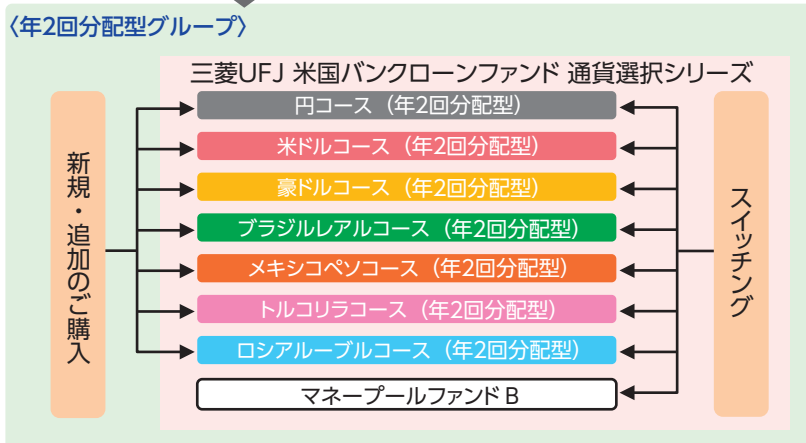 〈年2回分配型グループ〉
三菱UFJ 米国バンクローンファンド 通貨選択シリーズ
新規・追加のご購入
円コース（年2回分配型）
米ドルコース（年2回分配型）
豪ドルコース（年2回分配型）
ブラジルレアルコース（年2回分配型）
メキシコペソコース（年2回分配型）
トルコリラコース（年2回分配型）
ロシアルーブルコース（年2回分配型）
マネープールファンドＢ
スイッチング